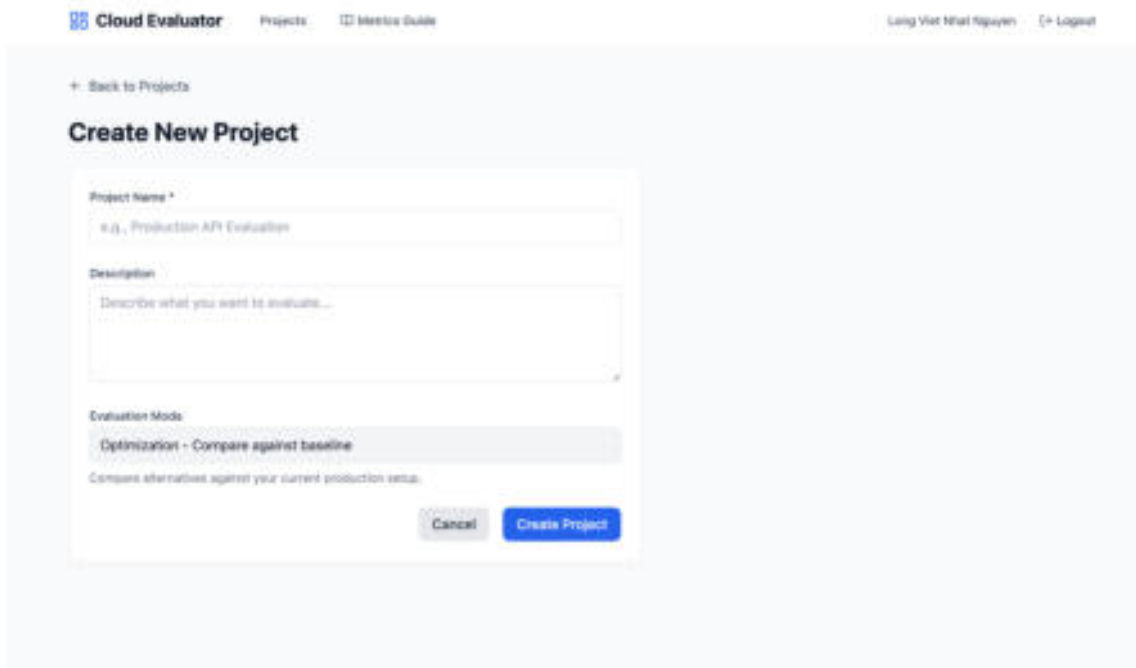 Cloud Evaluator
Projects
Metrics Guide
Long Viet Nhat Nguyen
Logout
← Back to Projects
Create New Project
Project Name *
e.g., Production API Evaluation
Description
Describe what you want to evaluate...
Evaluation Mode
Optimization - Compare against baseline
Compare alternatives against your current production setup.
Cancel
Create Project